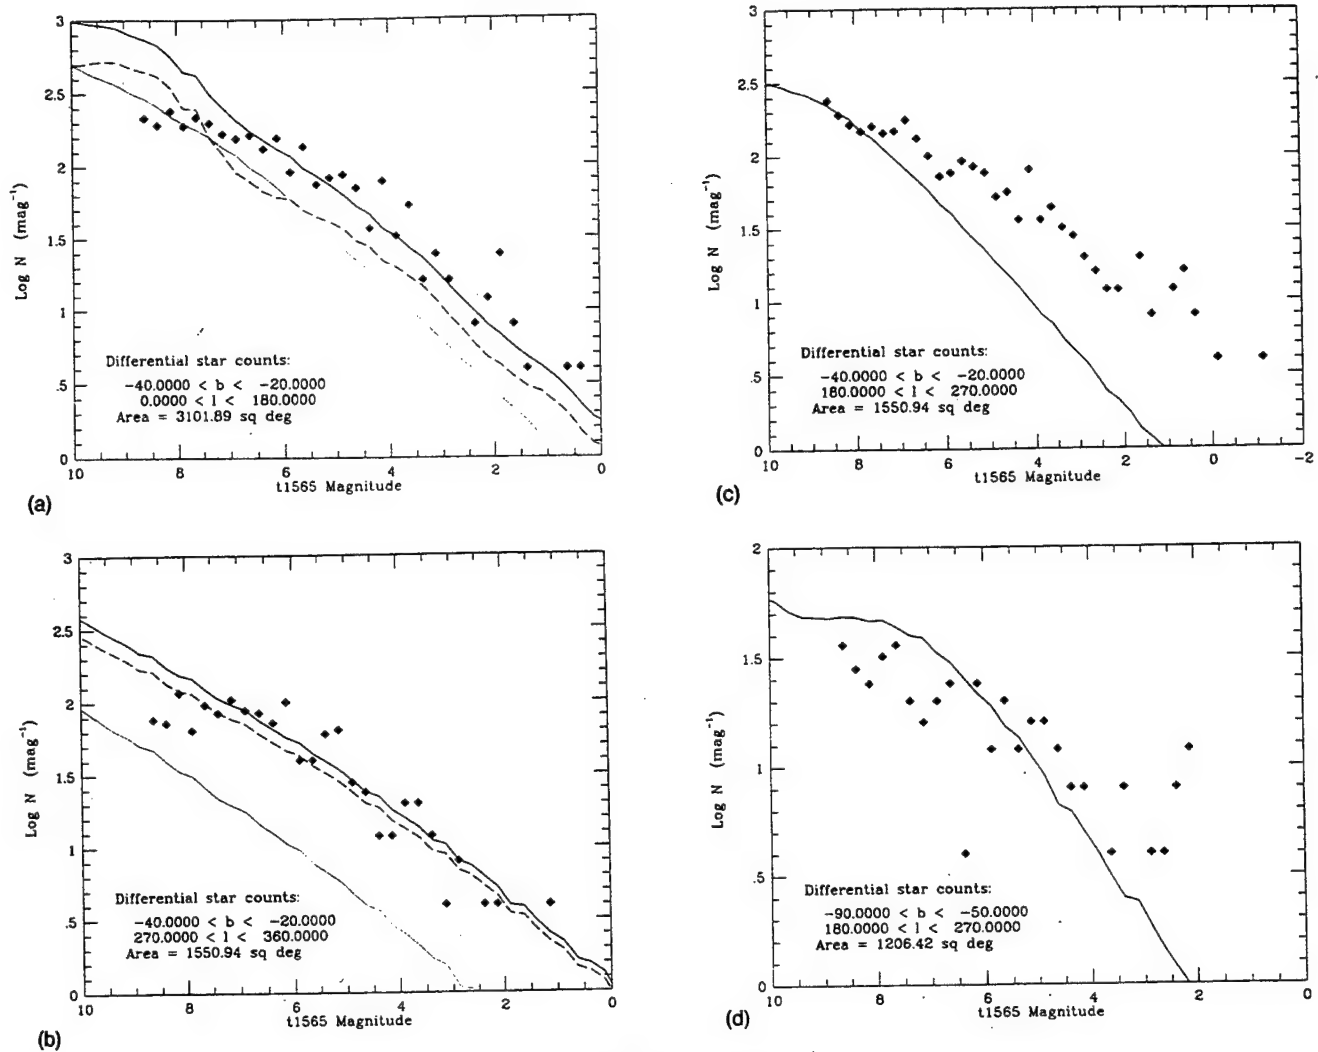 3
2.5
2
1.5
1
.5
0
Log N (mag⁻¹)
Differential star counts:
-40.0000 < b < -20.0000
0.0000 < l < 180.0000
Area = 3101.89 sq deg
10 8 6 4 2 0
t1565 Magnitude
(a)
3
2.5
2
1.5
1
.5
0
Log N (mag⁻¹)
Differential star counts:
-40.0000 < b < -20.0000
180.0000 < l < 270.0000
Area = 1550.94 sq deg
10 8 6 4 2 0 -2
t1565 Magnitude
(c)
3
2.5
2
1.5
1
.5
0
Log N (mag⁻¹)
Differential star counts:
-40.0000 < b < -20.0000
270.0000 < l < 360.0000
Area = 1550.94 sq deg
10 8 6 4 2 0
t1565 Magnitude
(b)
2
1.5
1
.5
0
Log N (mag⁻¹)
Differential star counts:
-90.0000 < b < -50.0000
180.0000 < l < 270.0000
Area = 1206.42 sq deg
10 8 6 4 2 0
t1565 Magnitude
(d)